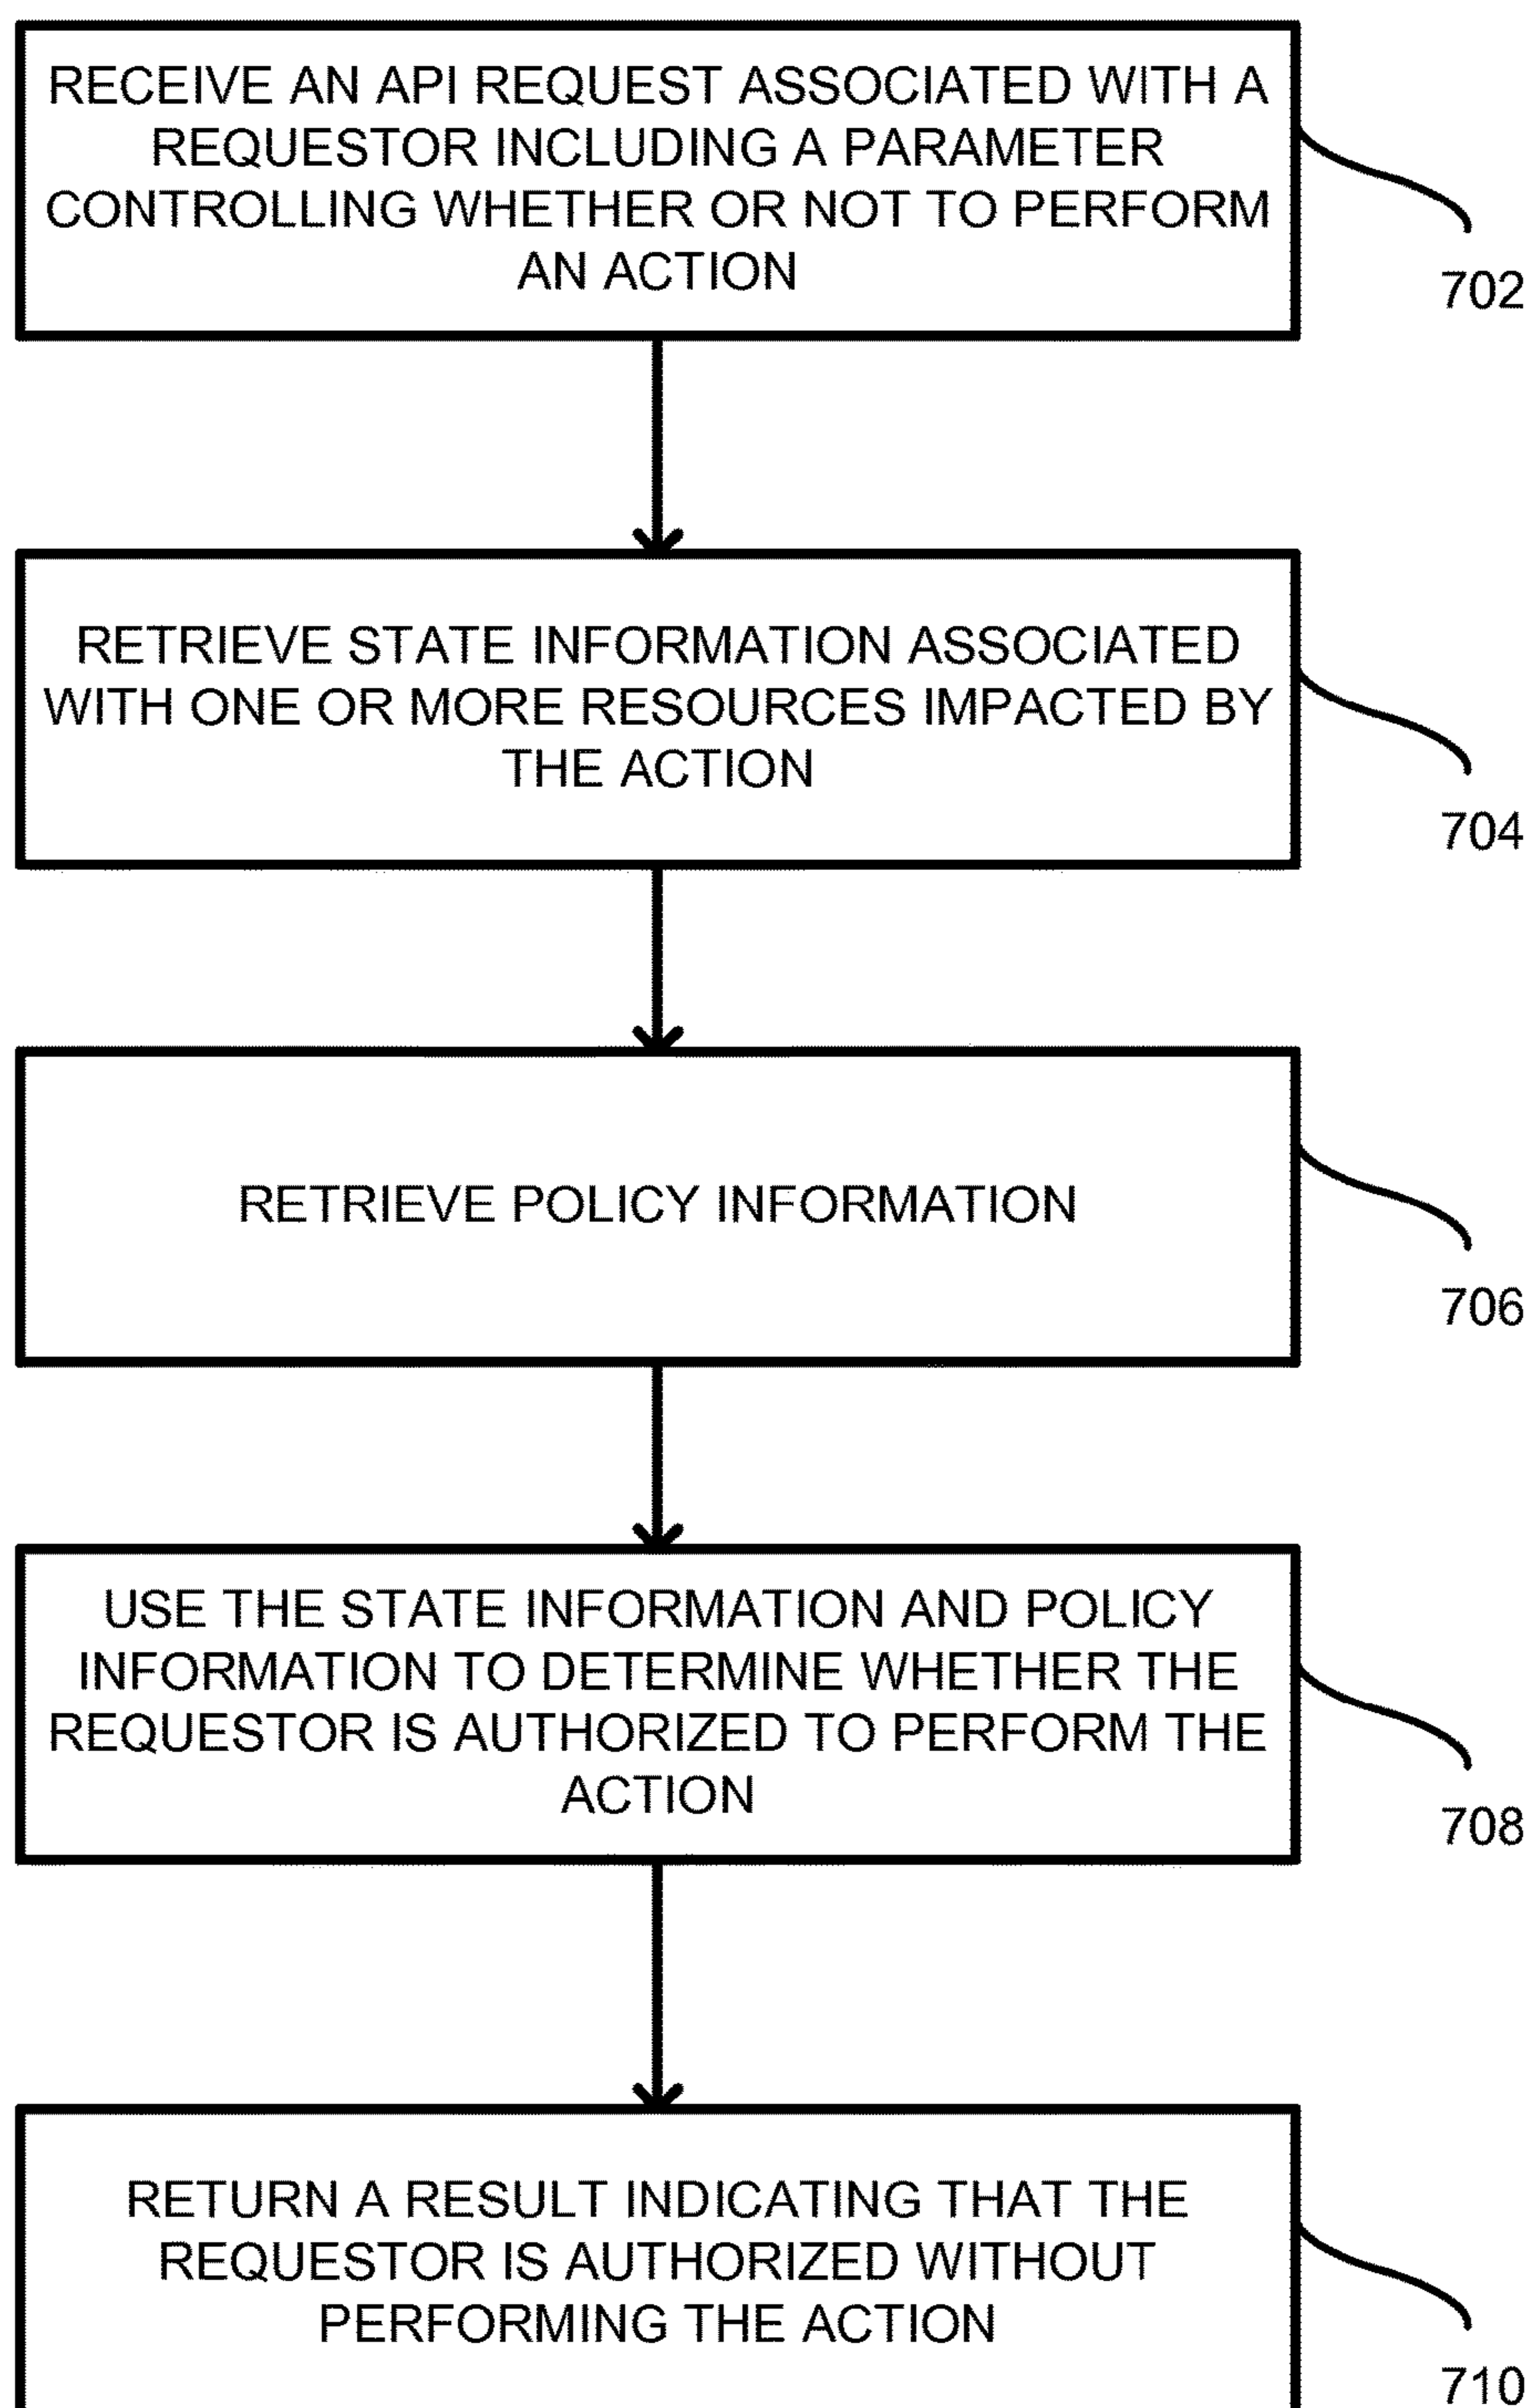 RECEIVE AN API REQUEST ASSOCIATED WITH A
REQUESTOR INCLUDING A PARAMETER
CONTROLLING WHETHER OR NOT TO PERFORM
AN ACTION
702
RETRIEVE STATE INFORMATION ASSOCIATED
WITH ONE OR MORE RESOURCES IMPACTED BY
THE ACTION
704
RETRIEVE POLICY INFORMATION
706
USE THE STATE INFORMATION AND POLICY
INFORMATION TO DETERMINE WHETHER THE
REQUESTOR IS AUTHORIZED TO PERFORM THE
ACTION
708
RETURN A RESULT INDICATING THAT THE
REQUESTOR IS AUTHORIZED WITHOUT
PERFORMING THE ACTION
710